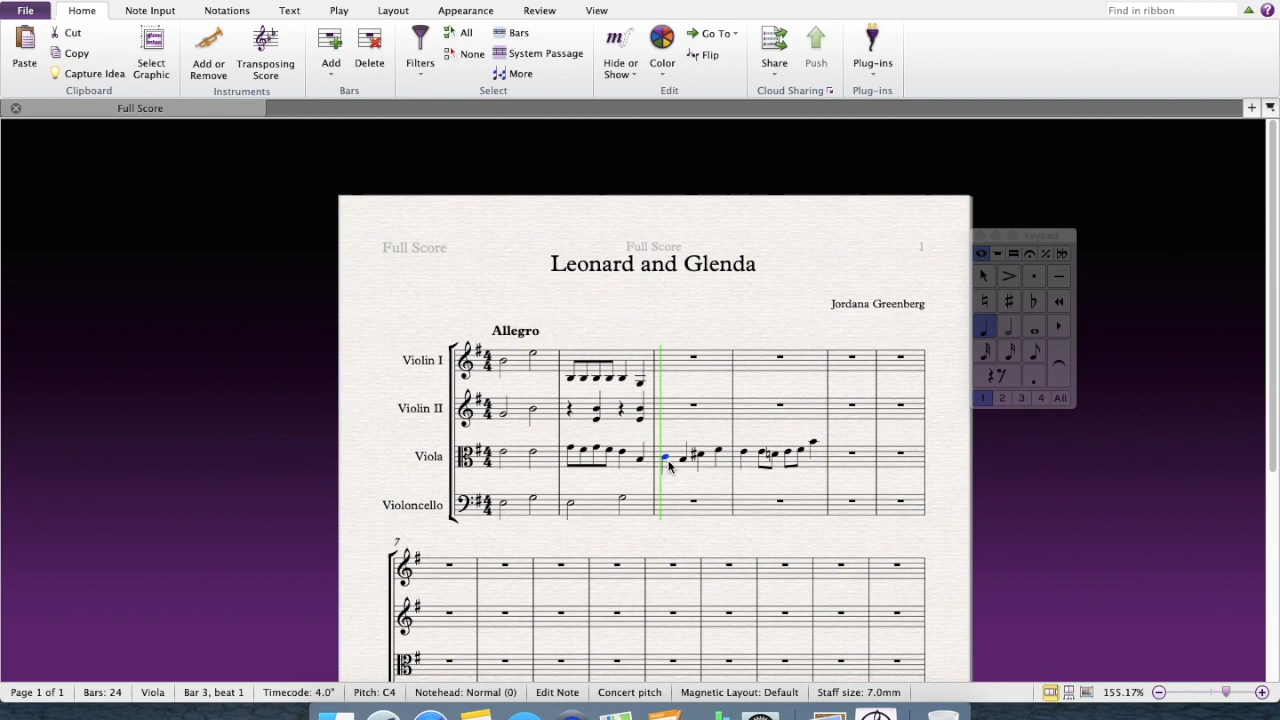 File Home Note Input Notations Text Play Layout Appearance Review View Find in ribbon
Paste Cut Copy Capture Idea Select Graphic Add or Remove Transposing Score Add Delete Filters All None Bars System Passage More Hide or Show Color Go To Flip Share Push Plug-ins
Clipboard Instruments Bars Select Edit Cloud Sharing Plug-ins
Full Score
Full Score Full Score 1
Keypad
Leonard and Glenda
Jordana Greenberg
Allegro
Violin I
Violin II
Viola
Violoncello
1 2 3 4 All
7
Page 1 of 1 Bars: 24 Viola Bar 3, beat 1 Timecode: 4.0" Pitch: C4 Notehead: Normal (0) Edit Note Concert pitch Magnetic Layout: Default Staff size: 7.0mm 155.17%